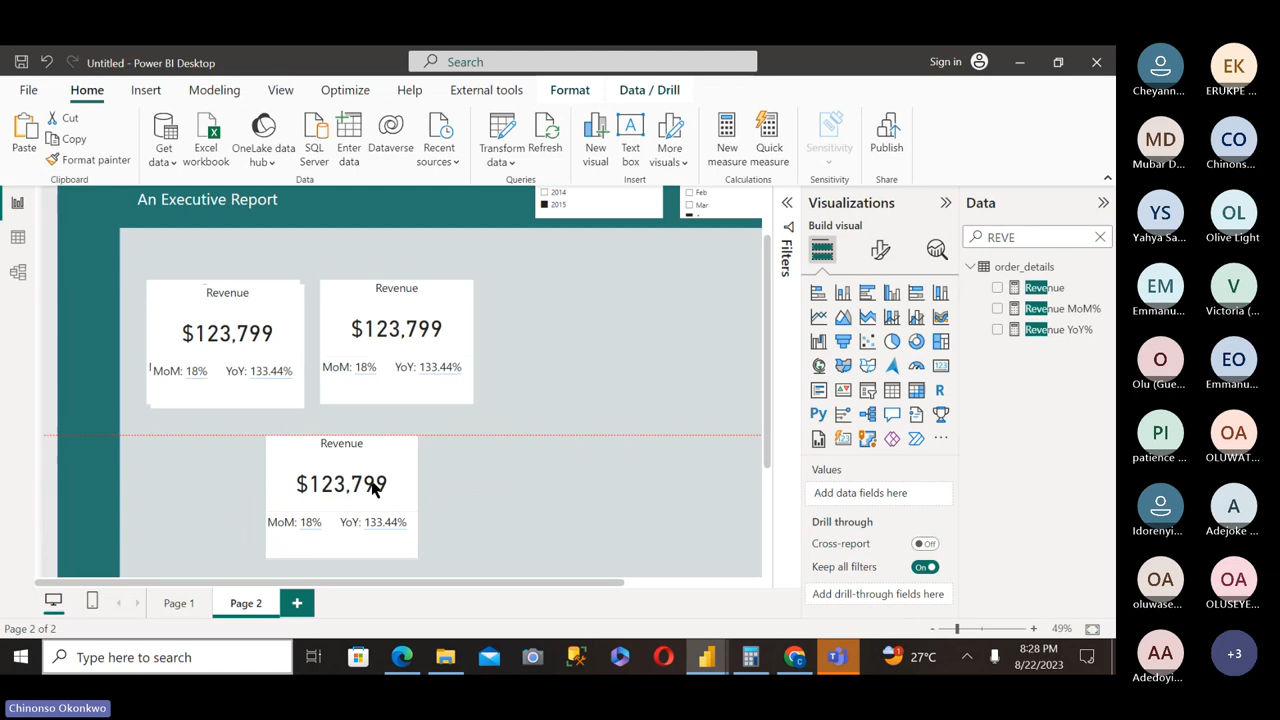 Untitled - Power BI Desktop
Search
Sign in
File
Home
Insert
Modeling
View
Optimize
Help
External tools
Format
Data / Drill
Paste
Cut
Copy
Format painter
Clipboard
Get data
Excel workbook
OneLake data hub
SQL Server
Enter data
Dataverse
Recent sources
Data
Transform data
Refresh
Queries
New visual
Text box
More visuals
Insert
New measure
Quick measure
Calculations
Sensitivity
Sensitivity
Publish
Share
An Executive Report
2014
2015
Feb
Mar
Revenue
$123,799
MoM: 18%
YoY: 133.44%
Revenue
$123,799
MoM: 18%
YoY: 133.44%
Revenue
$123,799
MoM: 18%
YoY: 133.44%
Filters
Visualizations
Build visual
Py
R
123
Values
Add data fields here
Drill through
Cross-report
Off
Keep all filters
On
Add drill-through fields here
Data
REVE
order_details
Revenue
Revenue MoM%
Revenue YoY%
Page 1
Page 2
Page 2 of 2
49%
Type here to search
27°C
8:28 PM
8/22/2023
Cheyann...
EK
ERUKPE ...
MD
Mubar D...
CO
Chinons...
YS
Yahya Sa...
OL
Olive Light
EM
Emmanu...
V
Victoria (...
O
Olu (Gue...
EO
Emmanu...
PI
patience ...
OA
OLUWAT...
Idorenyi...
A
Adejoke ...
OA
oluwase...
OA
OLUSEYE...
AA
Adedoyi...
+3
Chinonso Okonkwo